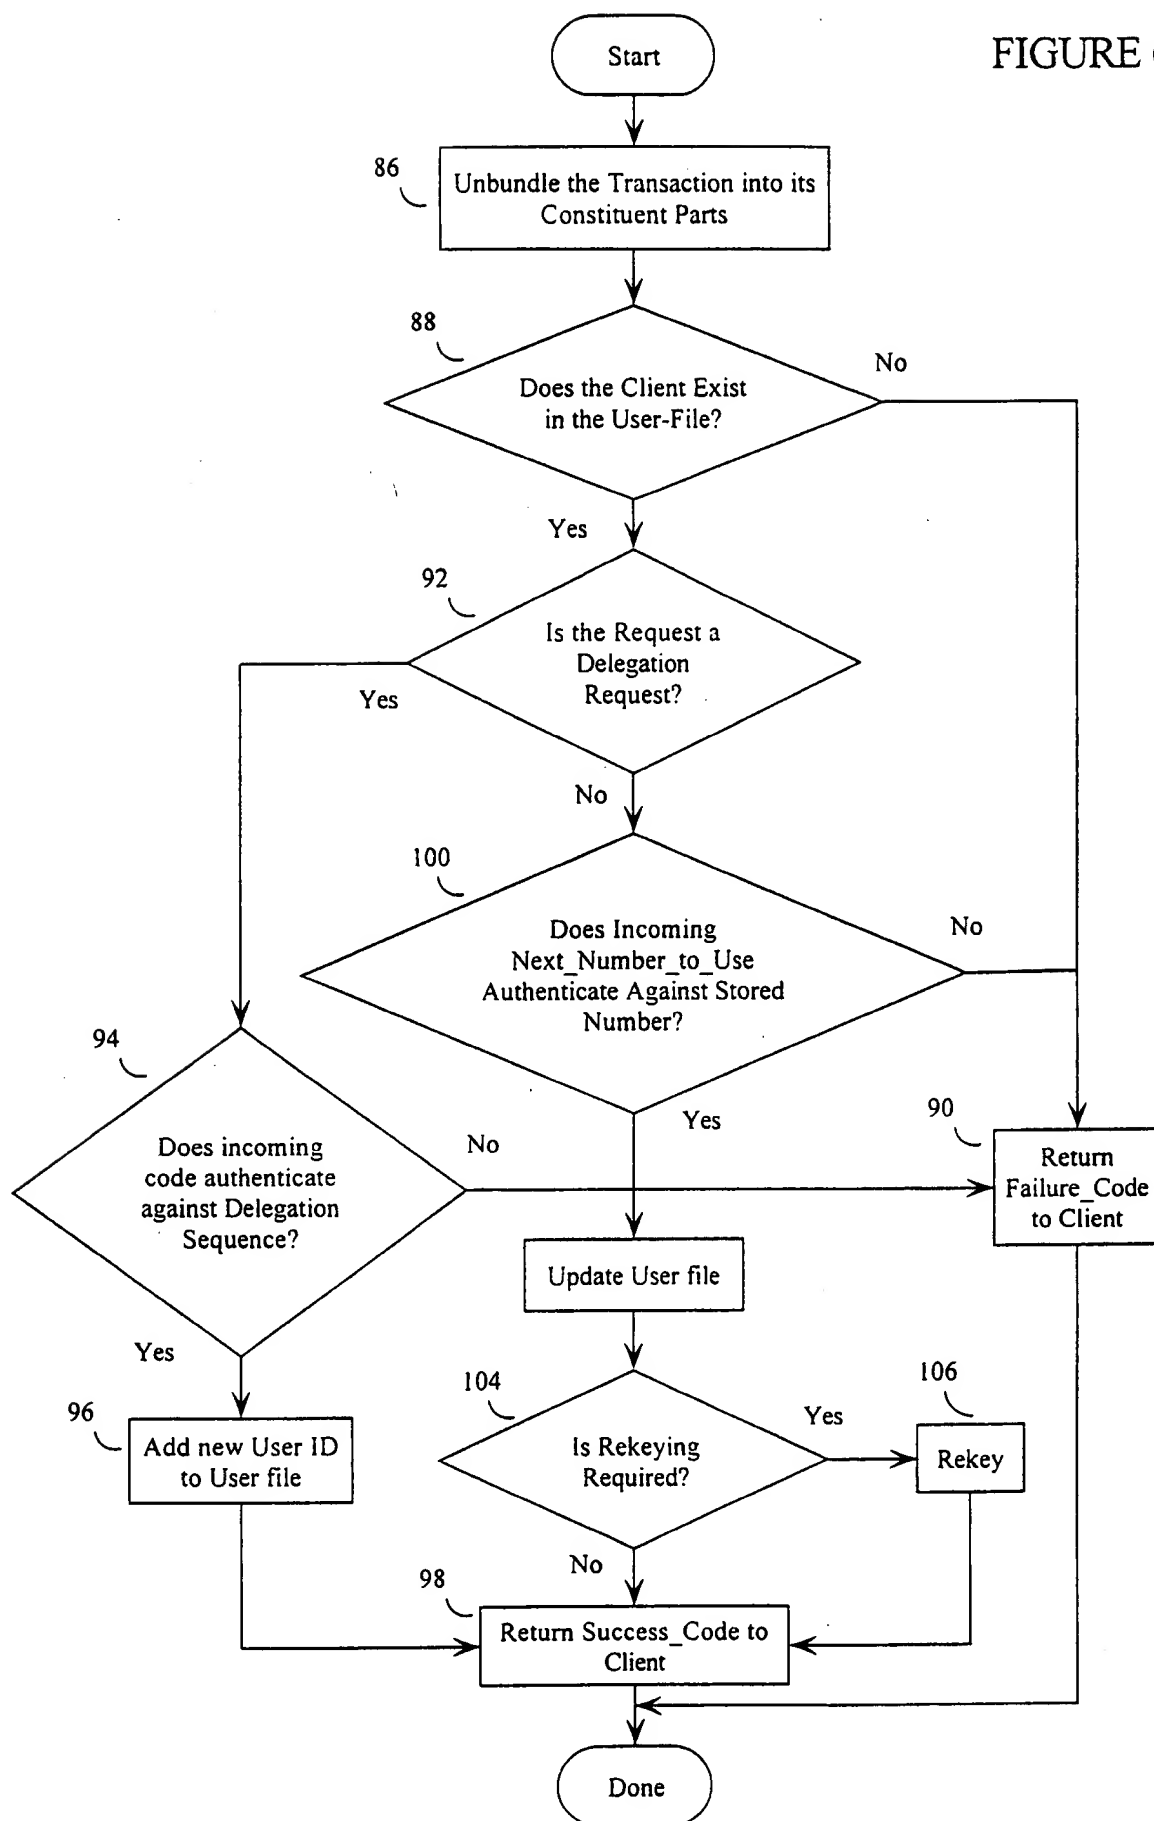 Start
FIGURE
86
Unbundle the Transaction into its
Constituent Parts
88
No
Does the Client Exist
in the User-File?
Yes
92
Is the Request a
Delegation
Request?
Yes
No
100
No
Does Incoming
Next_Number_to_Use
Authenticate Against Stored
Number?
94
Yes
90
No
Does incoming
code authenticate
against Delegation
Sequence?
Return
Failure_Code
to Client
Update User file
Yes
104
106
Yes
96
Add new User ID
to User file
Is Rekeying
Required?
Rekey
No
98
Return Success_Code to
Client
Done